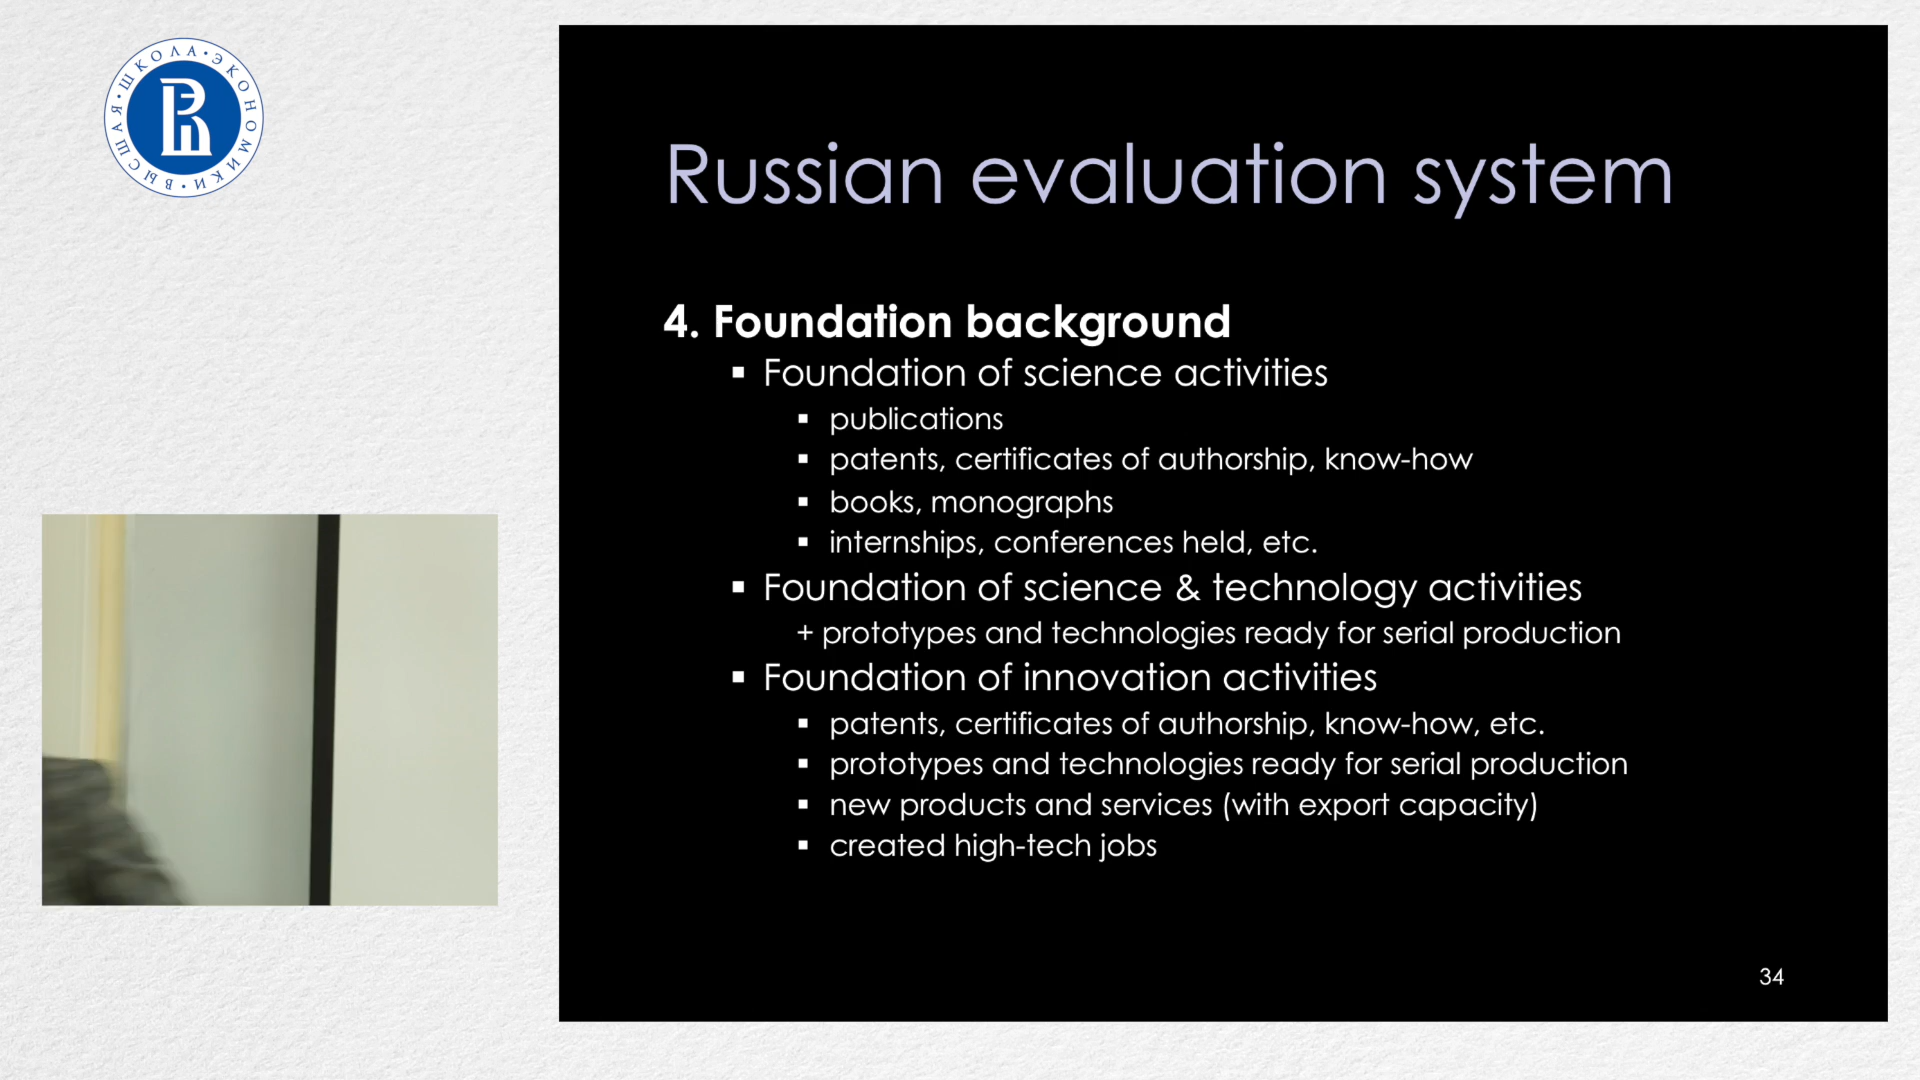 ВЫСШАЯ • ШКОЛА • ЭКОНОМИКИ •
Russian evaluation system
4. Foundation background
▪ Foundation of science activities
▪ publications
▪ patents, certificates of authorship, know-how
▪ books, monographs
▪ internships, conferences held, etc.
▪ Foundation of science & technology activities
+ prototypes and technologies ready for serial production
▪ Foundation of innovation activities
▪ patents, certificates of authorship, know-how, etc.
▪ prototypes and technologies ready for serial production
▪ new products and services (with export capacity)
▪ created high-tech jobs
34